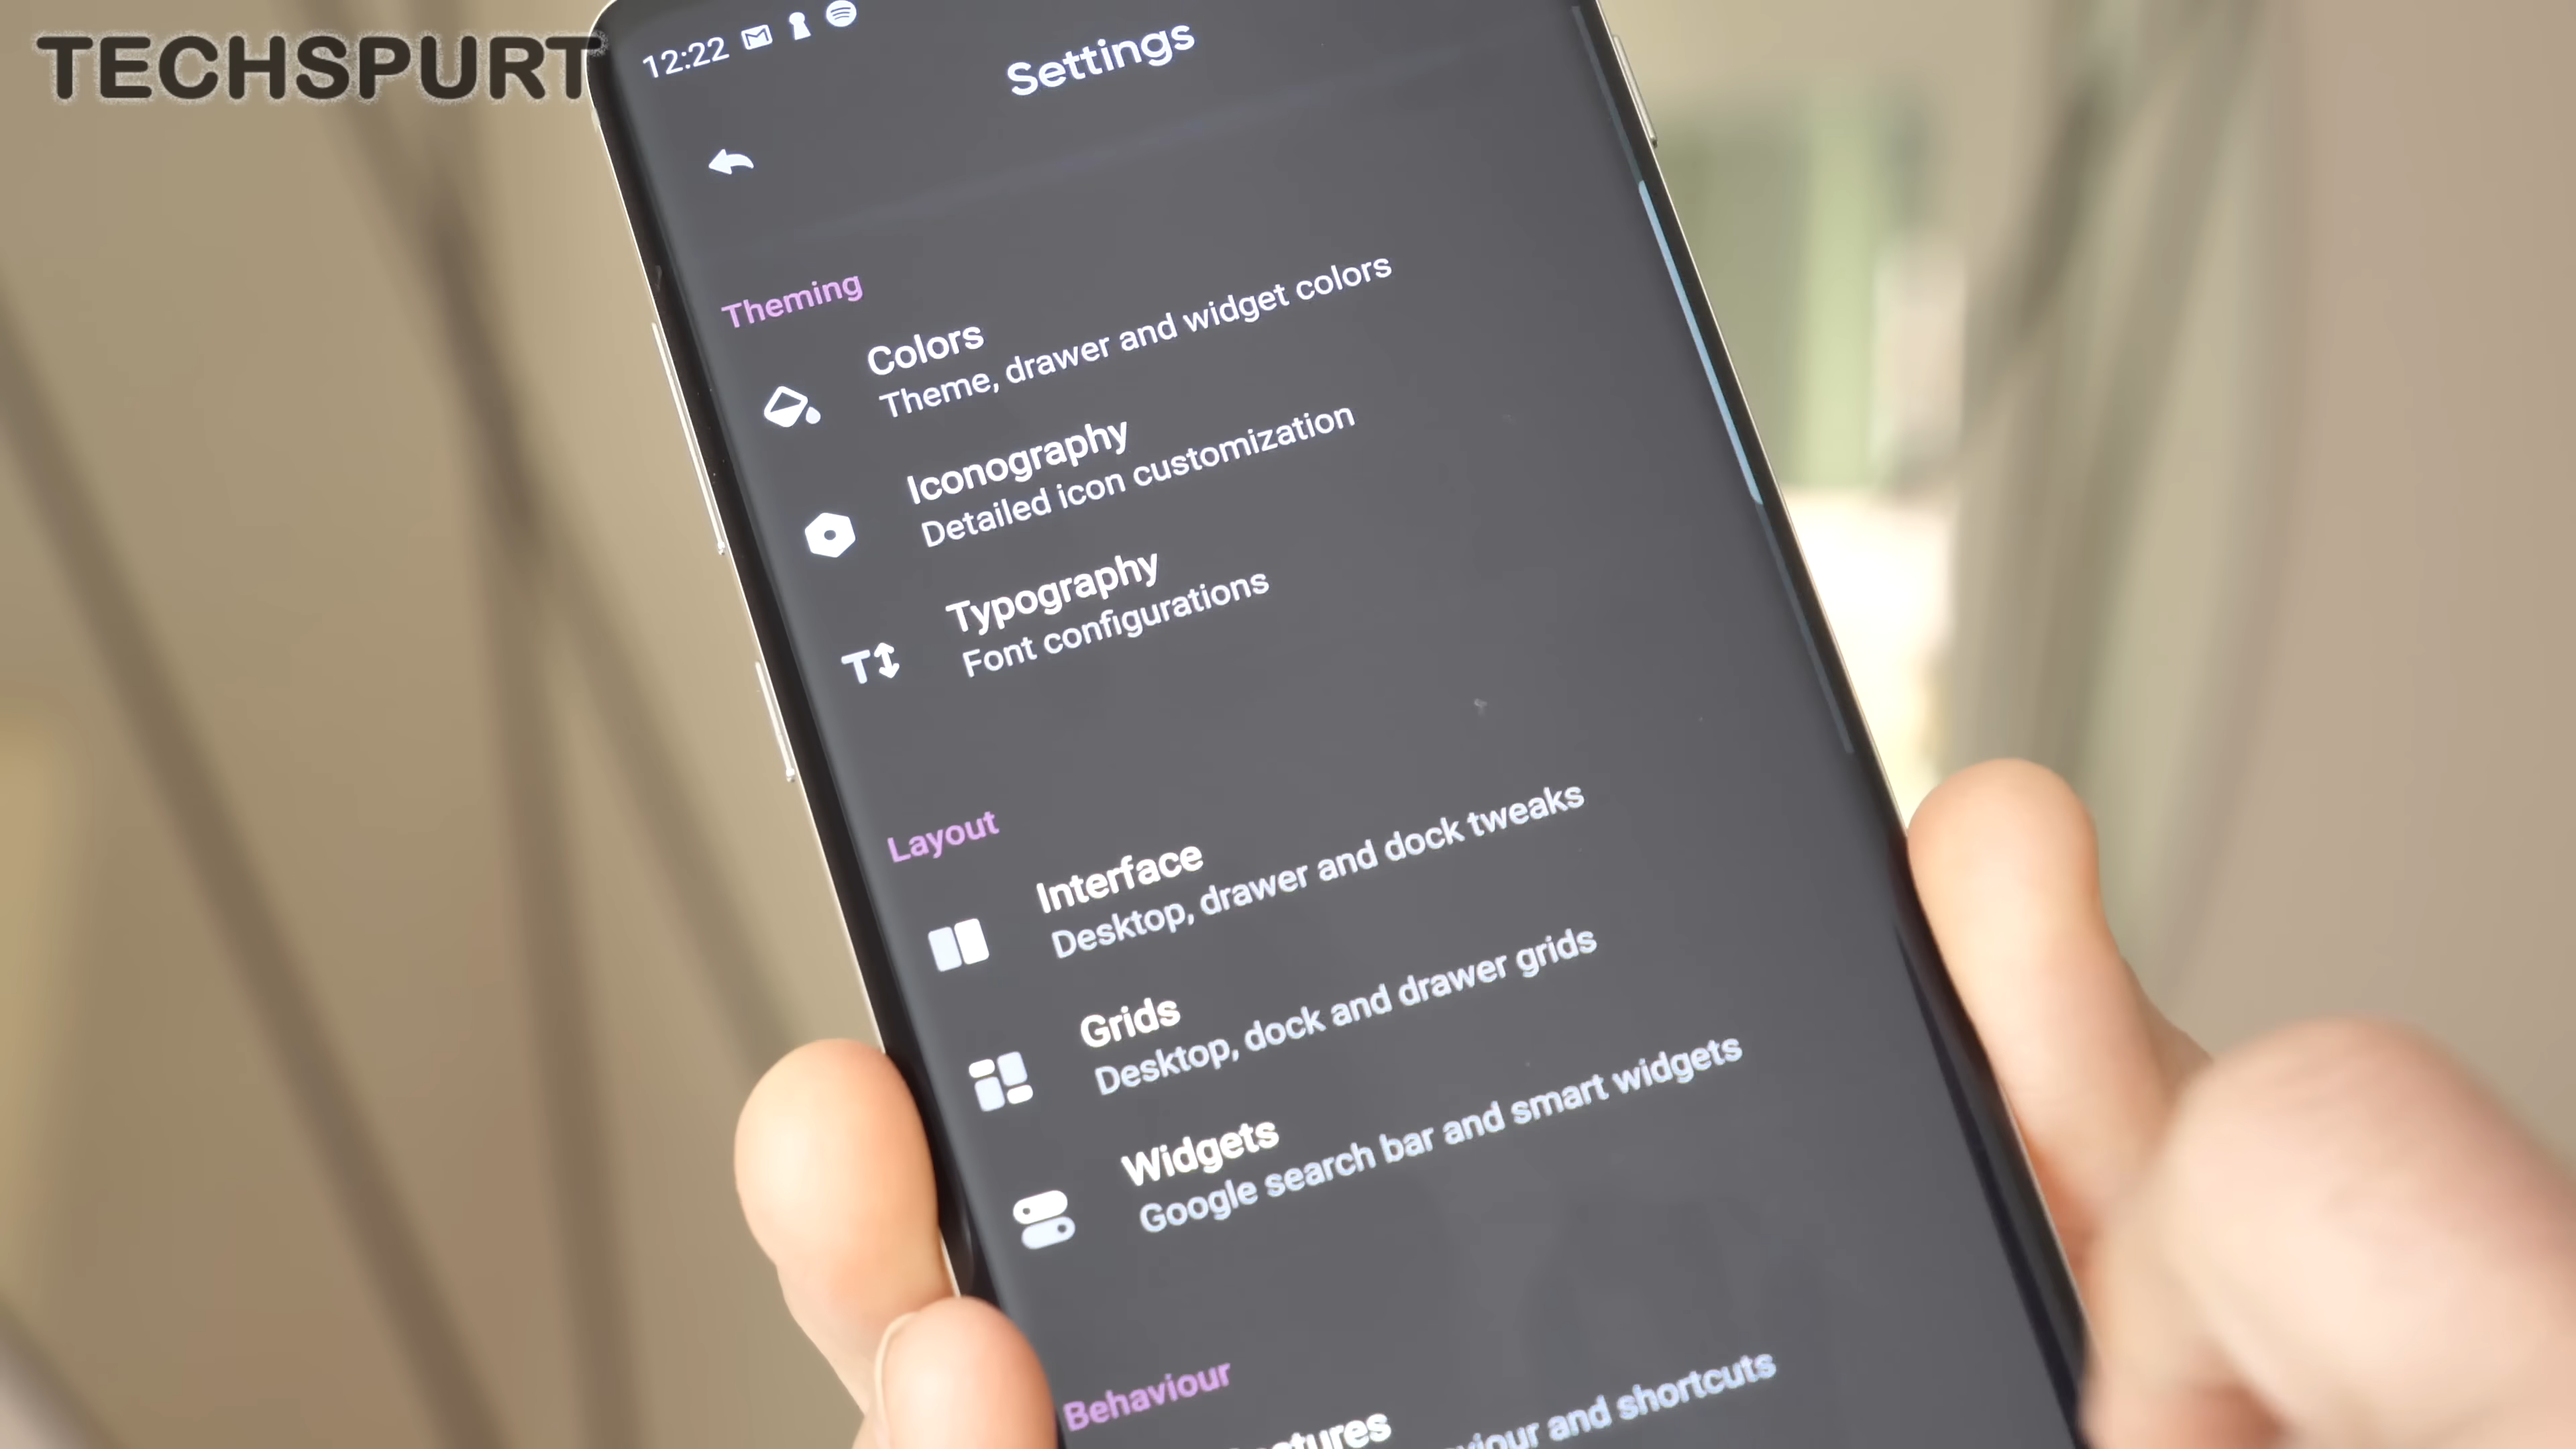 TECHSPURT
12:22
Settings
Theming
Colors
Theme, drawer and widget colors
Iconography
Detailed icon customization
Typography
Font configurations
Layout
Interface
Desktop, drawer and dock tweaks
Grids
Desktop, dock and drawer grids
Widgets
Google search bar and smart widgets
Behaviour
and shortcuts